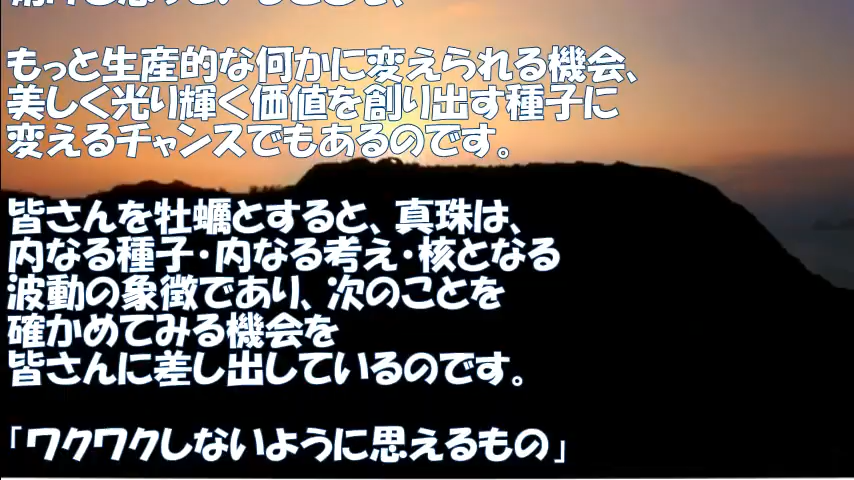 もっと生産的な何かに変えられる機会、
美しく光り輝く価値を創り出す種子に
変えるチャンスでもあるのです。
皆さんを牡蠣とすると、真珠は、
内なる種子・内なる考え・核となる
波動の象徴であり、次のことを
確かめてみる機会を
皆さんに差し出しているのです。
「ワクワクしないように思えるもの」